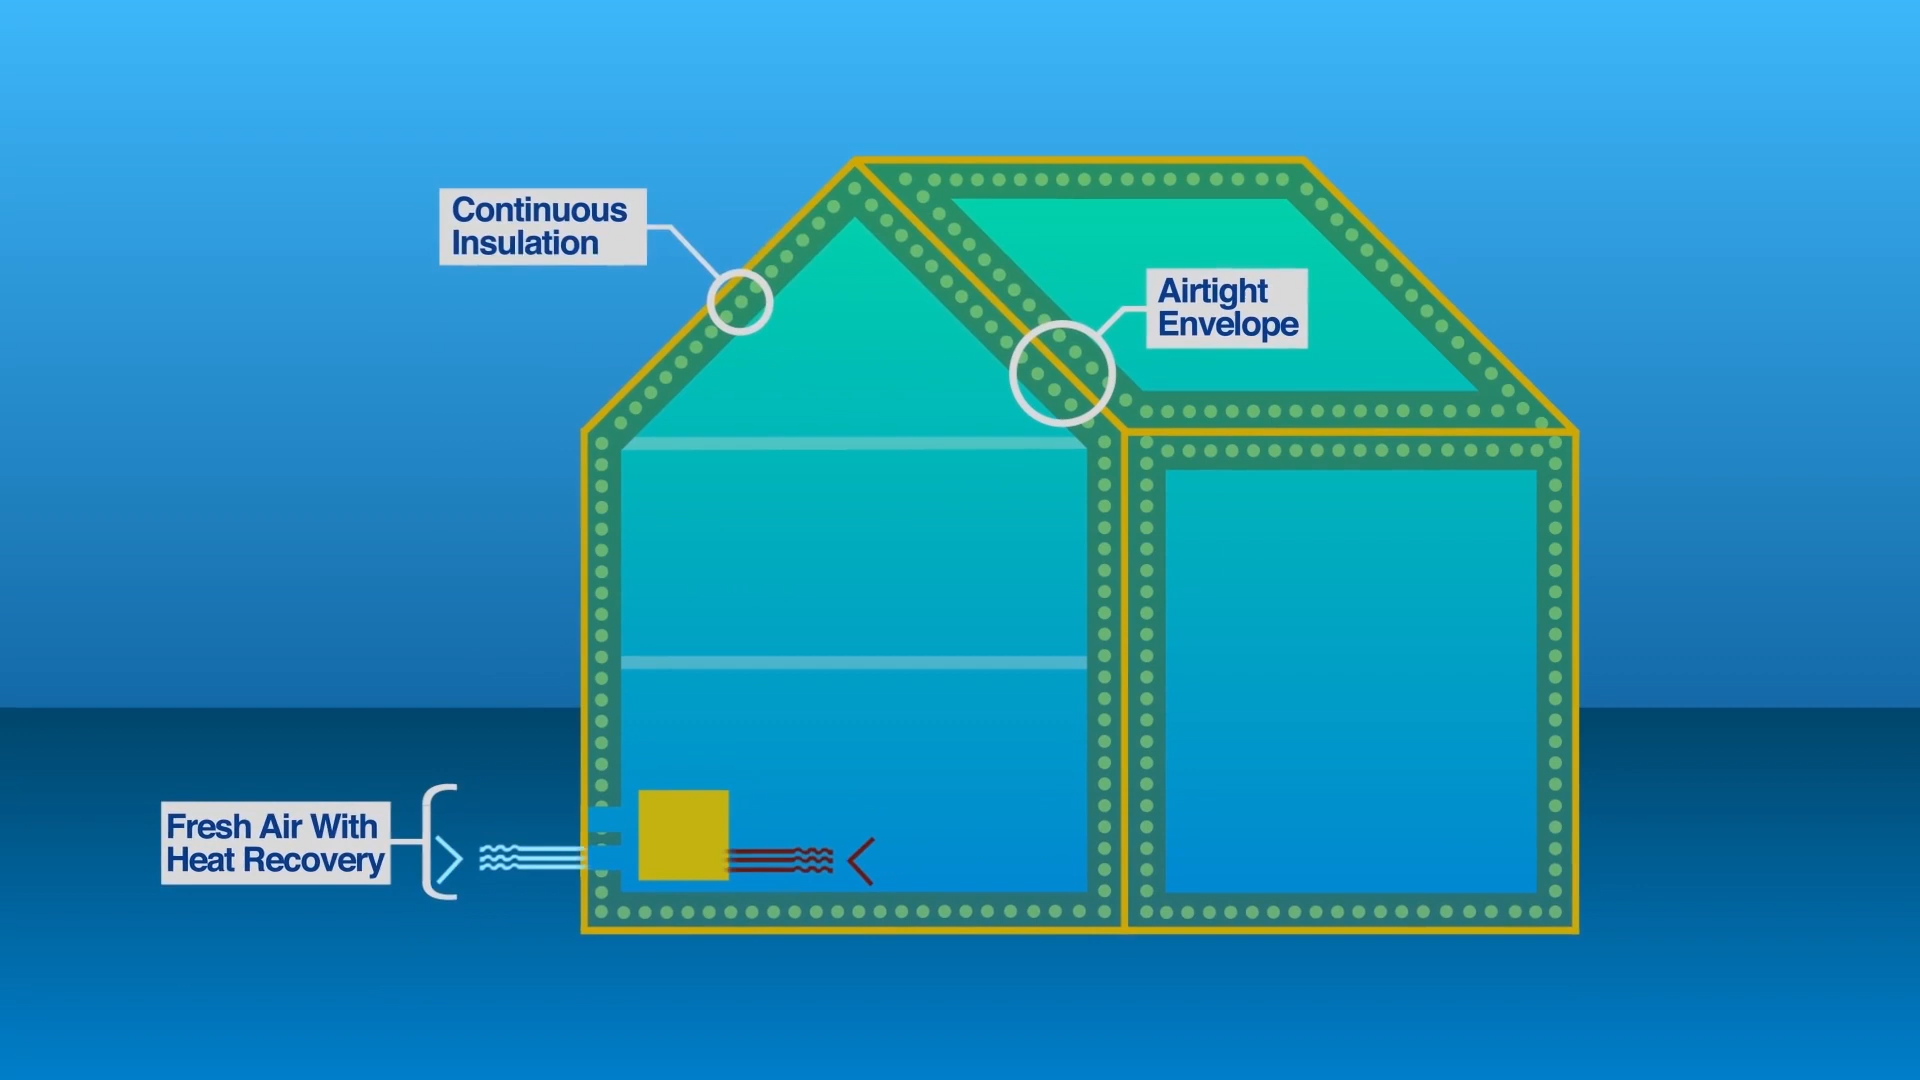 Continuous
Insulation
Airtight
Envelope
Fresh Air With
Heat Recovery